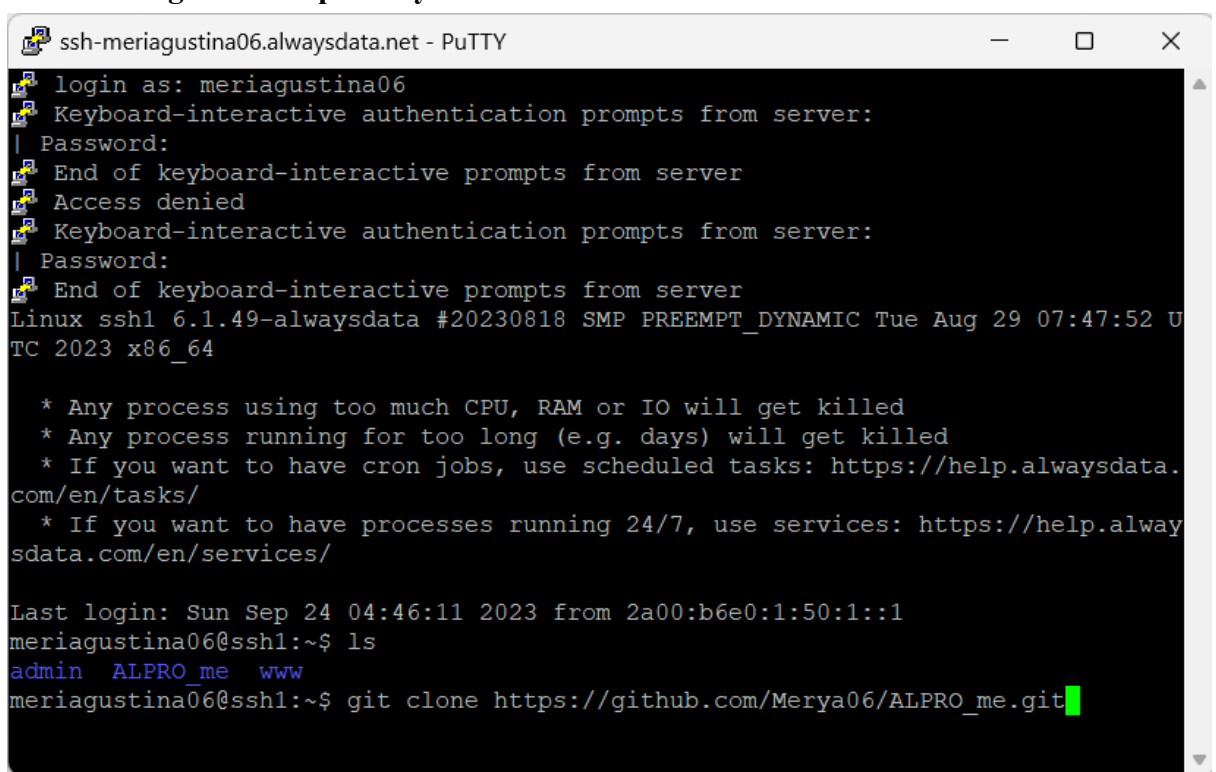 ssh-meriagustina06.alwaysdata.net - PuTTY
login as: meriagustina06
Keyboard-interactive authentication prompts from server:
| Password:
End of keyboard-interactive prompts from server
Access denied
Keyboard-interactive authentication prompts from server:
| Password:
End of keyboard-interactive prompts from server
Linux ssh1 6.1.49-alwaysdata #20230818 SMP PREEMPT_DYNAMIC Tue Aug 29 07:47:52 U
TC 2023 x86_64
* Any process using too much CPU, RAM or IO will get killed
* Any process running for too long (e.g. days) will get killed
* If you want to have cron jobs, use scheduled tasks: https://help.alwaysdata.
com/en/tasks/
* If you want to have processes running 24/7, use services: https://help.alway
sdata.com/en/services/
Last login: Sun Sep 24 04:46:11 2023 from 2a00:b6e0:1:50:1::1
meriagustina06@ssh1:~$ ls
admin ALPRO_me www
meriagustina06@ssh1:~$ git clone https://github.com/Merya06/ALPRO_me.git